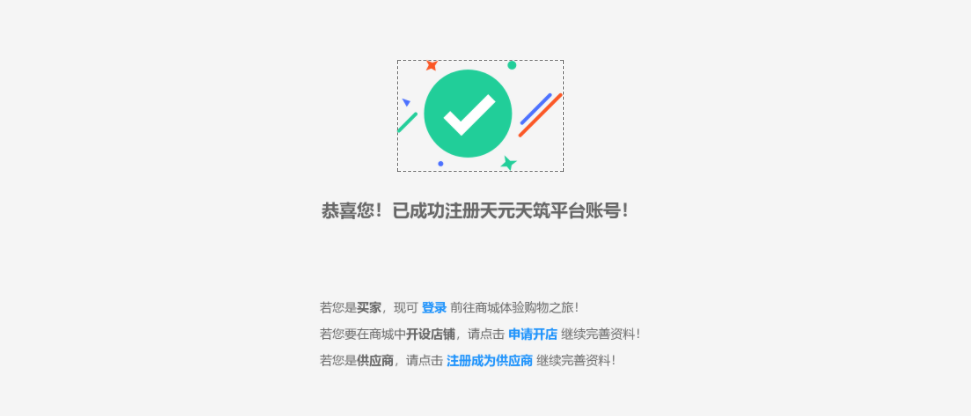 恭喜您！已成功注册天元天筑平台账号！
若您是买家，现可 登录 前往商城体验购物之旅！
若您要在商城中开设店铺，请点击 申请开店 继续完善资料！
若您是供应商，请点击 注册成为供应商 继续完善资料！